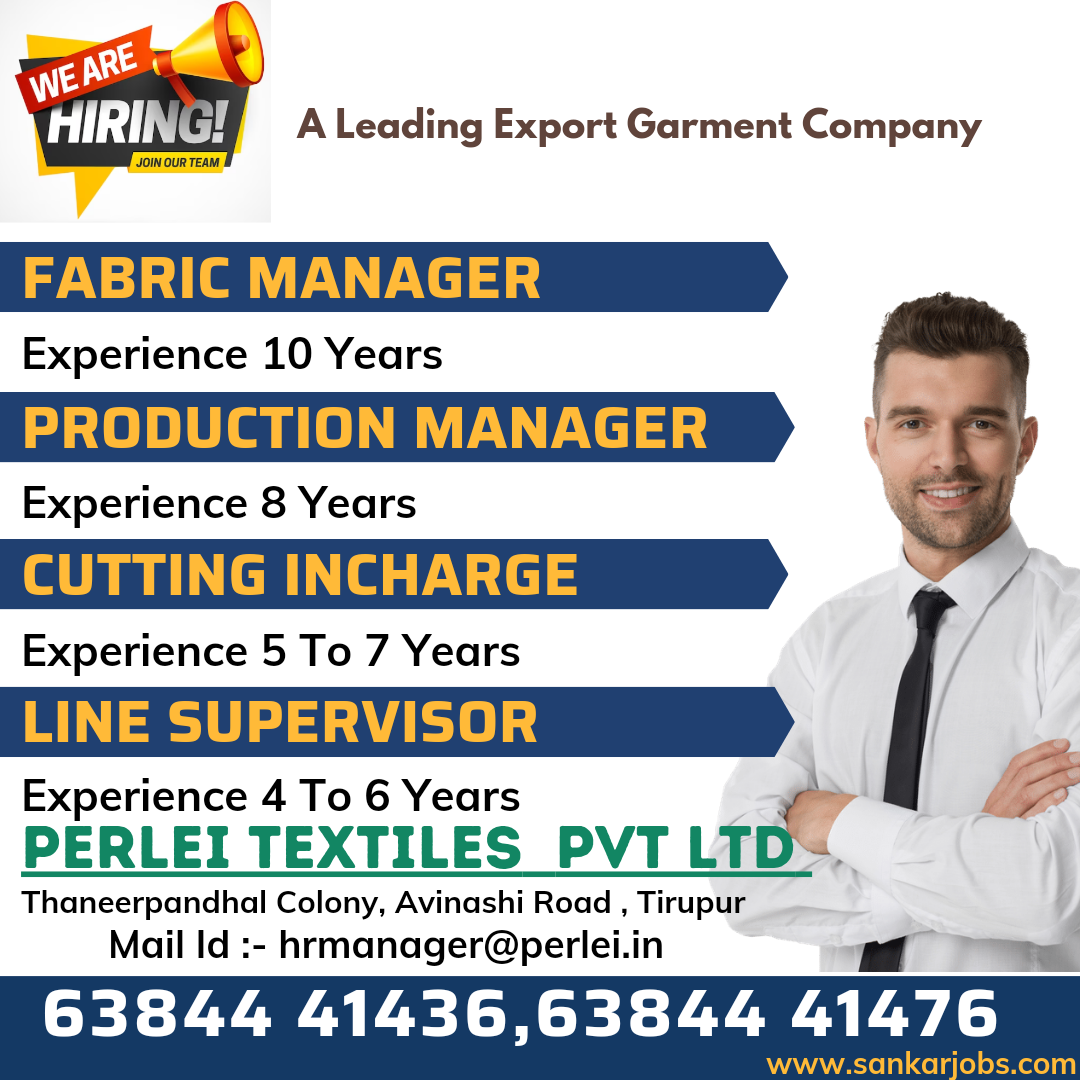 WE ARE
HIRING!
JOIN OUR TEAM
A Leading Export Garment Company
FABRIC MANAGER
Experience 10 Years
PRODUCTION MANAGER
Experience 8 Years
CUTTING INCHARGE
Experience 5 To 7 Years
LINE SUPERVISOR
Experience 4 To 6 Years
PERLEI TEXTILES PVT LTD
Thaneerpandhal Colony, Avinashi Road , Tirupur
Mail Id :- hrmanager@perlei.in
63844 41436,63844 41476
www.sankarjobs.com